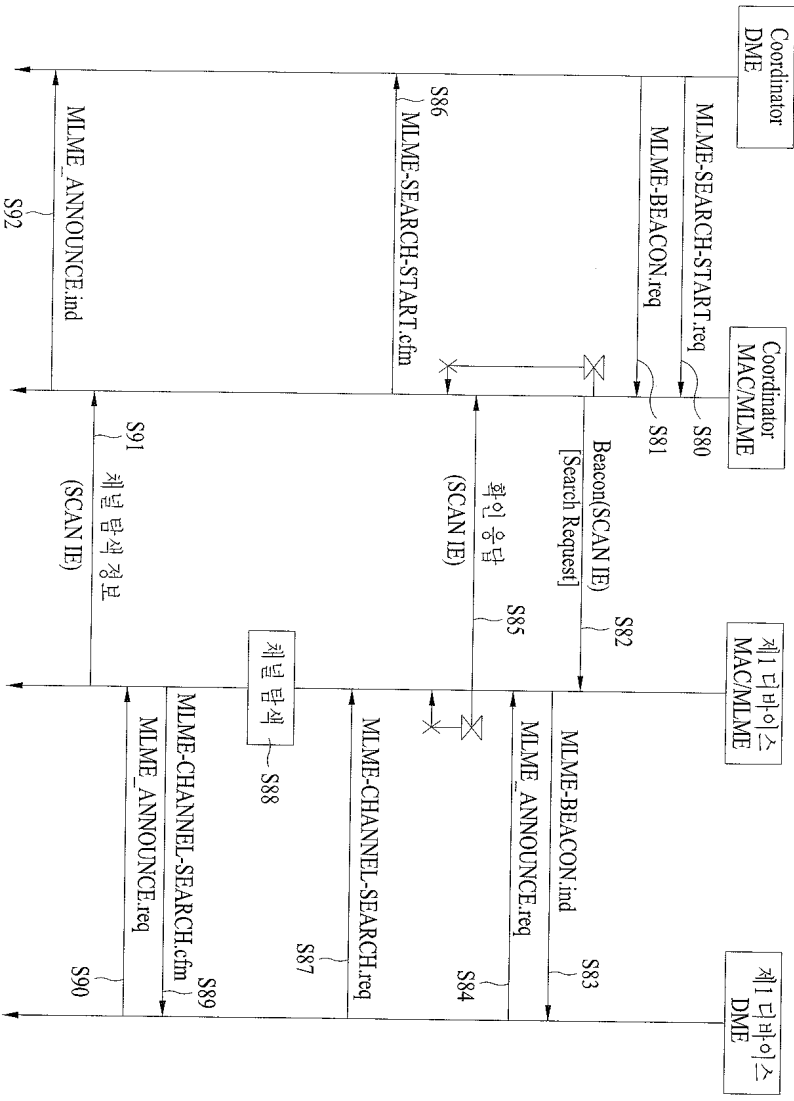 Coordinator
DME
Coordinator
MAC/MLME
제1 디바이스
MAC/MLME
제1 디바이스
DME
MLME-SEARCH-START.req
S80
MLME-BEACON.req
S81
Beacon(SCAN IE)
[Search Request]
S82
MLME-BEACON.ind
S83
MLME_ANNOUNCE.req
S84
확인 응답
(SCAN IE)
S85
S86
MLME-SEARCH-START.cfm
MLME-CHANNEL-SEARCH.req
S87
채널 탐색
S88
MLME-CHANNEL-SEARCH.cfm
S89
MLME_ANNOUNCE.req
S90
S91
채널 탐색 정보
(SCAN IE)
MLME_ANNOUNCE.ind
S92